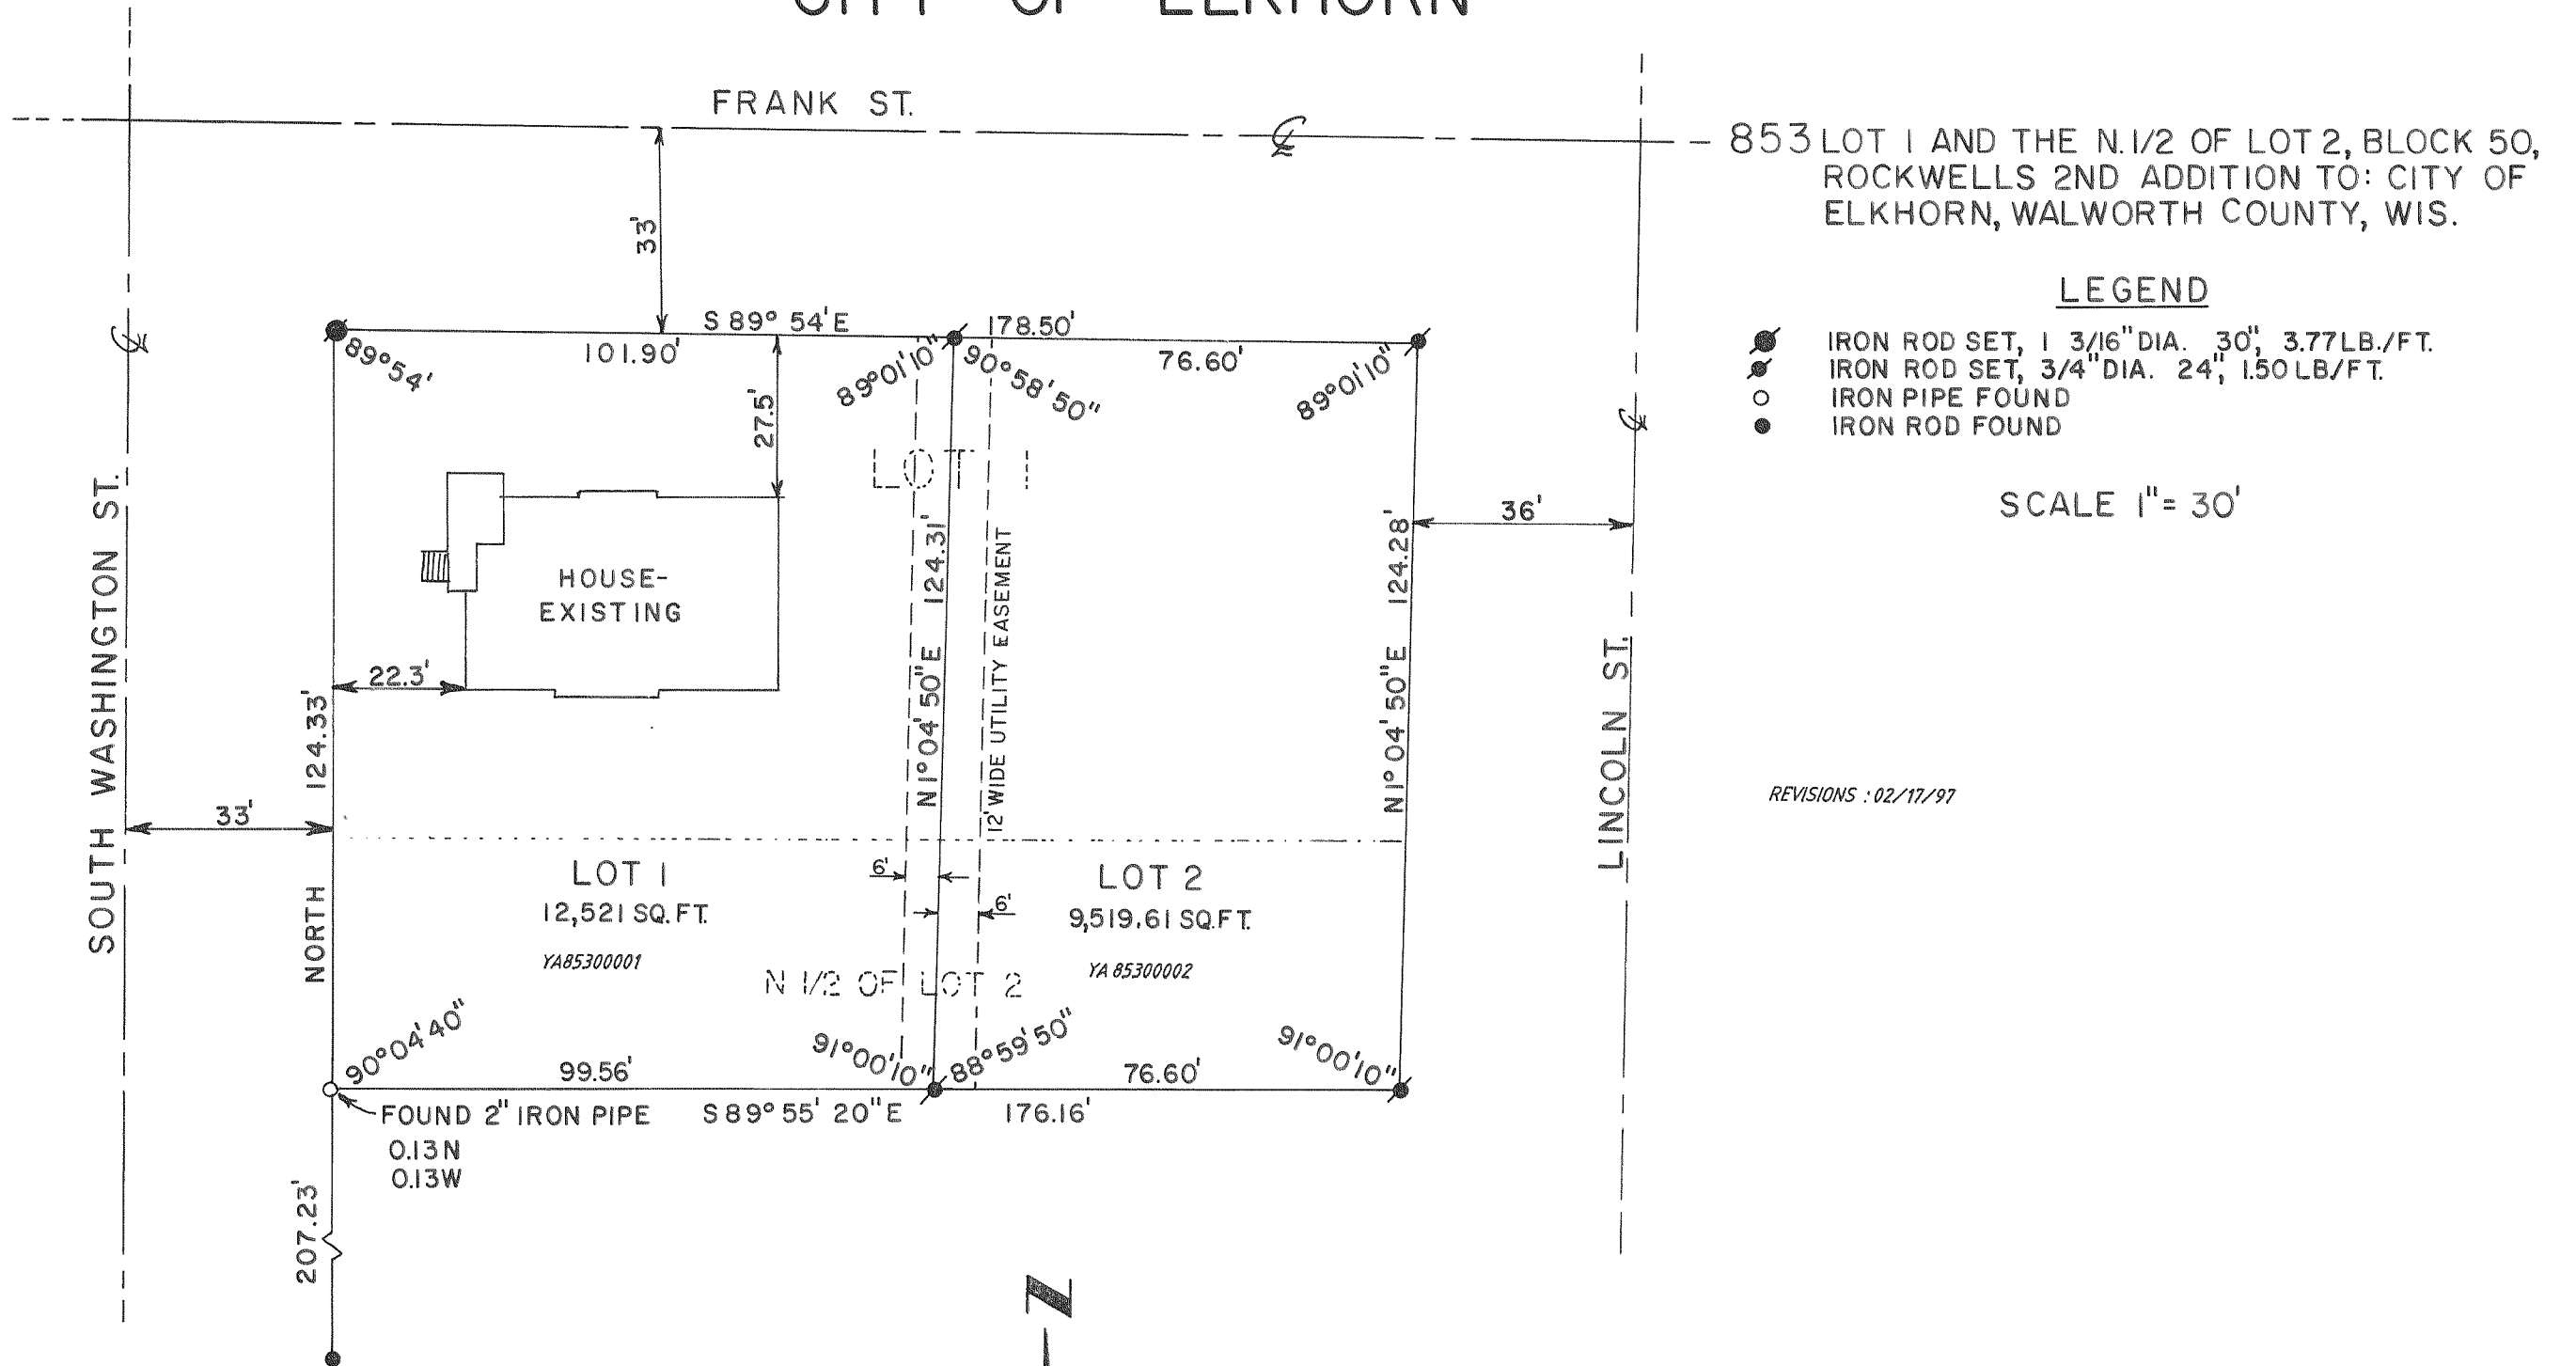 CITY OF ELKHORN
FRANK ST.
853 LOT 1 AND THE N.1/2 OF LOT 2, BLOCK 50,
ROCKWELLS 2ND ADDITION TO: CITY OF
ELKHORN, WALWORTH COUNTY, WIS.
LEGEND
IRON ROD SET, 1 3/16" DIA. 30", 3.77LB./FT.
IRON ROD SET, 3/4" DIA. 24", 1.50 LB/FT.
IRON PIPE FOUND
IRON ROD FOUND
SCALE 1"= 30'
REVISIONS : 02/17/97
33'
S 89° 54' E
178.50'
101.90'
76.60'
89°54'
89°01'10"
90°58'50"
89°01'10"
27.5'
LOT 1
HOUSE-
EXISTING
22.3'
124.33'
NORTH
33'
SOUTH WASHINGTON ST.
N1°04'50"E 124.31'
12' WIDE UTILITY EASEMENT
N1°04'50"E 124.28'
36'
LINCOLN ST.
LOT 1
12,521 SQ.FT.
YA85300001
6'
6'
LOT 2
9,519.61 SQ.FT.
YA 85300002
N 1/2 OF LOT 2
90°04'40"
91°00'10"
88°59'50"
91°00'10"
99.56'
76.60'
FOUND 2" IRON PIPE
0.13N
0.13W
S89°55'20"E
176.16'
207.23'
Z